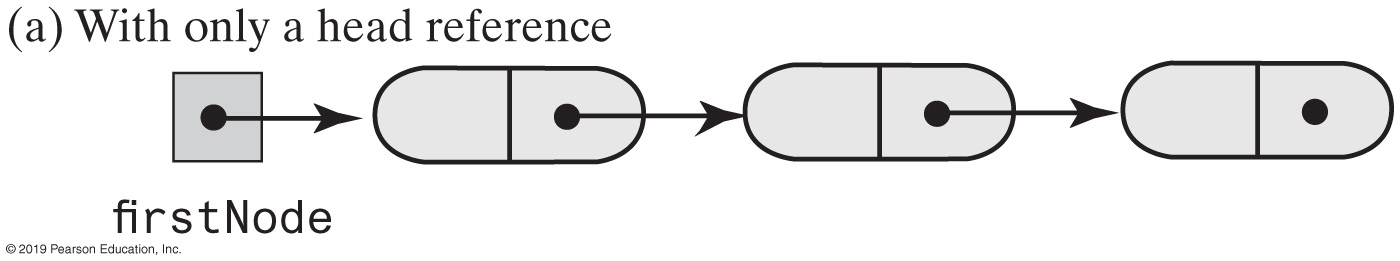 (a) With only a head reference
firstNode
© 2019 Pearson Education, Inc.